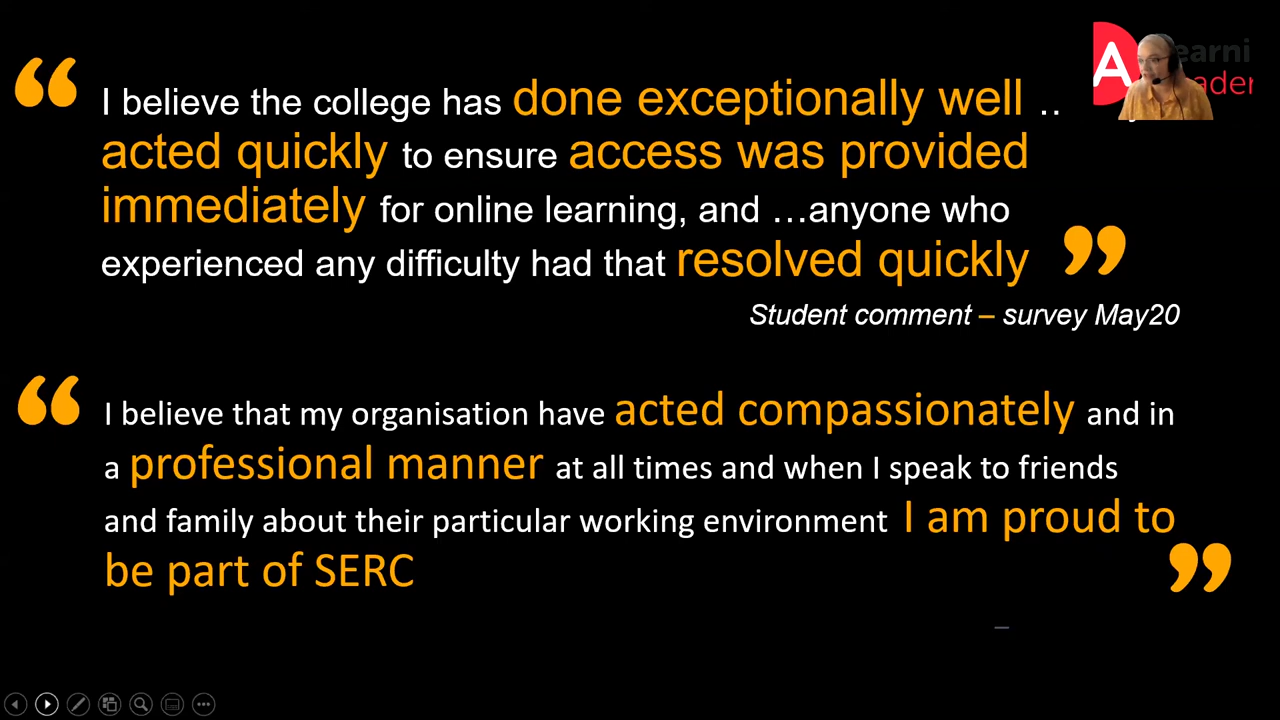 A
“ I believe the college has done exceptionally well ..
acted quickly to ensure access was provided
immediately for online learning, and …anyone who
experienced any difficulty had that resolved quickly ”
Student comment – survey May20
“ I believe that my organisation have acted compassionately and in
a professional manner at all times and when I speak to friends
and family about their particular working environment I am proud to
be part of SERC ”
–